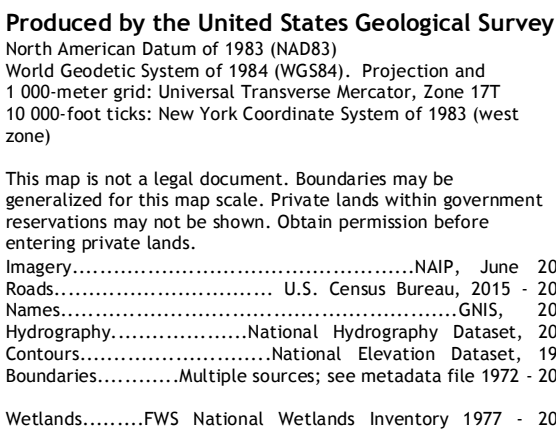 Produced by the United States Geological Survey
North American Datum of 1983 (NAD83)
World Geodetic System of 1984 (WGS84). Projection and
1 000-meter grid: Universal Transverse Mercator, Zone 17T
10 000-foot ticks: New York Coordinate System of 1983 (west
zone)
This map is not a legal document. Boundaries may be
generalized for this map scale. Private lands within government
reservations may not be shown. Obtain permission before
entering private lands.
Imagery..............................................NAIP, June 20
Roads.............................. U.S. Census Bureau, 2015 - 20
Names.....................................................GNIS, 20
Hydrography...................National Hydrography Dataset, 20
Contours...........................National Elevation Dataset, 19
Boundaries............Multiple sources; see metadata file 1972 - 20
Wetlands.........FWS National Wetlands Inventory 1977 - 20